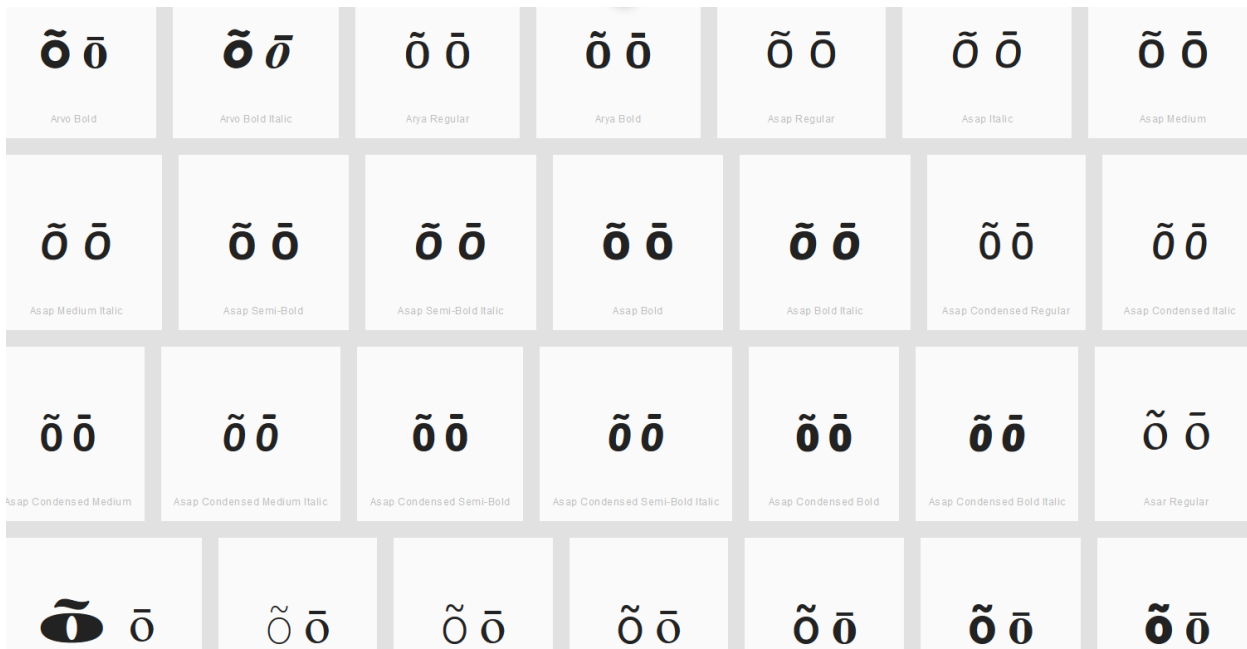 õ ō õ ō õ ō õ ō õ ō õ ō õ ō
Arvo Bold Arvo Bold Italic Arya Regular Arya Bold Asap Regular Asap Italic Asap Medium
õ ō õ ō õ ō õ ō õ ō õ ō õ ō
Asap Medium Italic Asap Semi-Bold Asap Semi-Bold Italic Asap Bold Asap Bold Italic Asap Condensed Regular Asap Condensed Italic
õ ō õ ō õ ō õ ō õ ō õ ō õ ō
Asap Condensed Medium Asap Condensed Medium Italic Asap Condensed Semi-Bold Asap Condensed Semi-Bold Italic Asap Condensed Bold Asap Condensed Bold Italic Asar Regular
õ ō õ ō õ ō õ ō õ ō õ ō õ ō